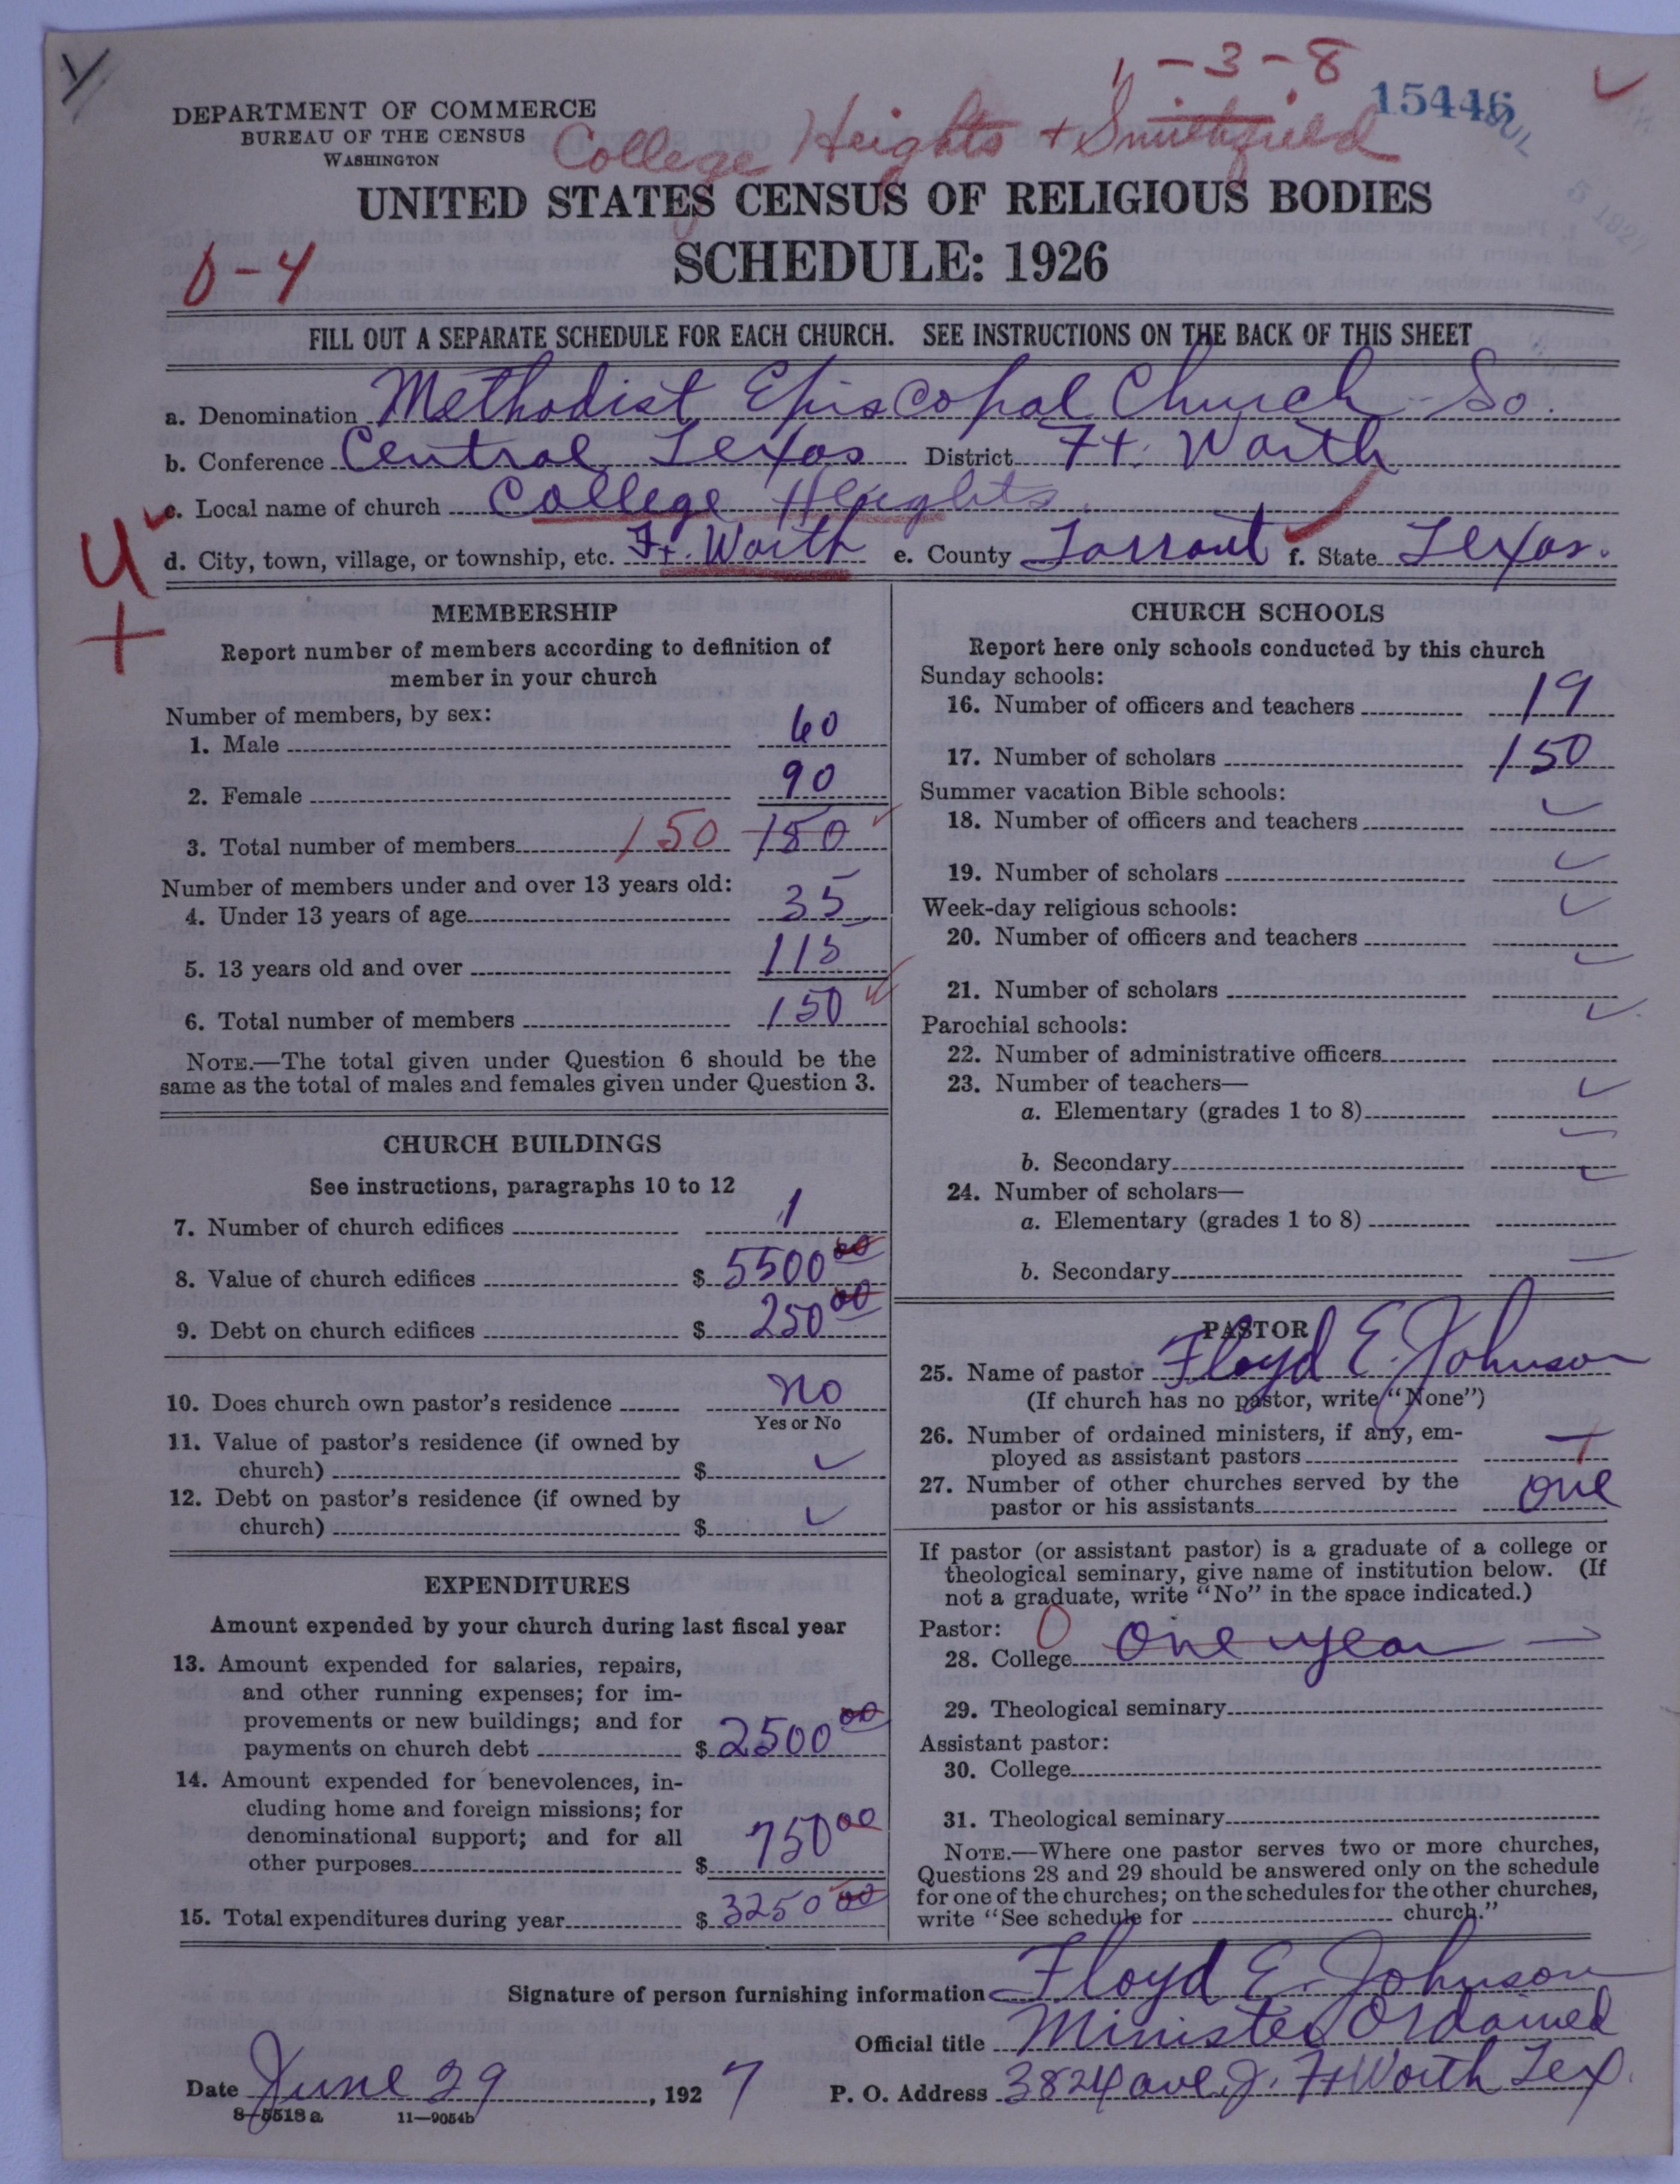 1-3-8
15446
DEPARTMENT OF COMMERCE
BUREAU OF THE CENSUS
WASHINGTON
College Heights + Smithfield
UNITED STATES CENSUS OF RELIGIOUS BODIES
SCHEDULE: 1926
0-4
FILL OUT A SEPARATE SCHEDULE FOR EACH CHURCH. SEE INSTRUCTIONS ON THE BACK OF THIS SHEET
a. Denomination Methodist Episcopal Church So.
b. Conference Central Texas District Ft. Worth
c. Local name of church College Heights
d. City, town, village, or township, etc. Ft. Worth e. County Tarrant f. State Texas.
U
+
MEMBERSHIP
Report number of members according to definition of
member in your church
Number of members, by sex:
1. Male 60
2. Female 90
3. Total number of members 150 150
Number of members under and over 13 years old:
4. Under 13 years of age 35
5. 13 years old and over 115
6. Total number of members 150
NOTE.—The total given under Question 6 should be the
same as the total of males and females given under Question 3.
CHURCH BUILDINGS
See instructions, paragraphs 10 to 12
7. Number of church edifices 1
8. Value of church edifices $ 5500 00
9. Debt on church edifices $ 250 00
10. Does church own pastor's residence no
Yes or No
11. Value of pastor's residence (if owned by
church) $
12. Debt on pastor's residence (if owned by
church) $
EXPENDITURES
Amount expended by your church during last fiscal year
13. Amount expended for salaries, repairs,
and other running expenses; for im-
provements or new buildings; and for
payments on church debt $ 2500 00
14. Amount expended for benevolences, in-
cluding home and foreign missions; for
denominational support; and for all
other purposes $ 750 00
15. Total expenditures during year $ 3250 00
CHURCH SCHOOLS
Report here only schools conducted by this church
Sunday schools:
16. Number of officers and teachers 19
17. Number of scholars 150
Summer vacation Bible schools:
18. Number of officers and teachers
19. Number of scholars
Week-day religious schools:
20. Number of officers and teachers
21. Number of scholars
Parochial schools:
22. Number of administrative officers
23. Number of teachers—
a. Elementary (grades 1 to 8)
b. Secondary
24. Number of scholars—
a. Elementary (grades 1 to 8)
b. Secondary
PASTOR
25. Name of pastor Floyd E. Johnson
(If church has no pastor, write "None")
26. Number of ordained ministers, if any, em-
ployed as assistant pastors
27. Number of other churches served by the
pastor or his assistants one
If pastor (or assistant pastor) is a graduate of a college or
theological seminary, give name of institution below. (If
not a graduate, write "No" in the space indicated.)
Pastor: 0
28. College one year
29. Theological seminary
Assistant pastor:
30. College
31. Theological seminary
NOTE.—Where one pastor serves two or more churches,
Questions 28 and 29 should be answered only on the schedule
for one of the churches; on the schedules for the other churches,
write "See schedule for church."
Signature of person furnishing information Floyd E. Johnson
Official title Minister Ordained
Date June 29, 1927 P. O. Address 3824 ave. J. Ft Worth Tex.
8-5518 a 11-9054b